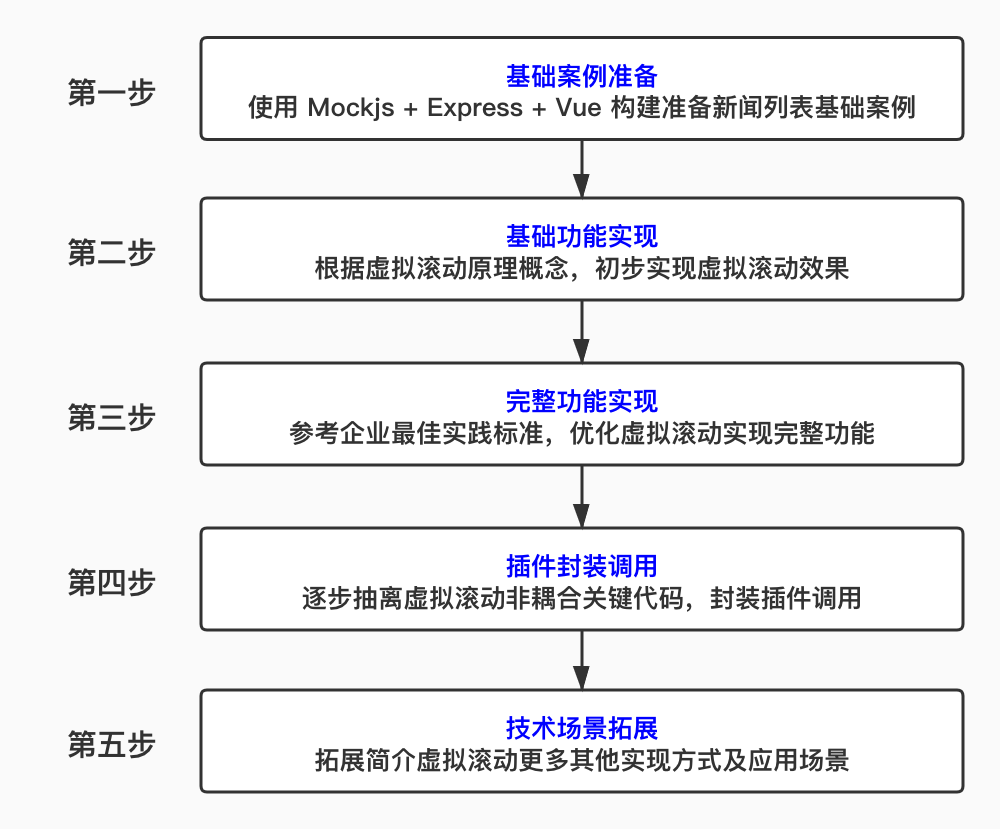 第一步
基础案例准备
使用 Mockjs + Express + Vue 构建准备新闻列表基础案例
第二步
基础功能实现
根据虚拟滚动原理概念，初步实现虚拟滚动效果
第三步
完整功能实现
参考企业最佳实践标准，优化虚拟滚动实现完整功能
第四步
插件封装调用
逐步抽离虚拟滚动非耦合关键代码，封装插件调用
第五步
技术场景拓展
拓展简介虚拟滚动更多其他实现方式及应用场景